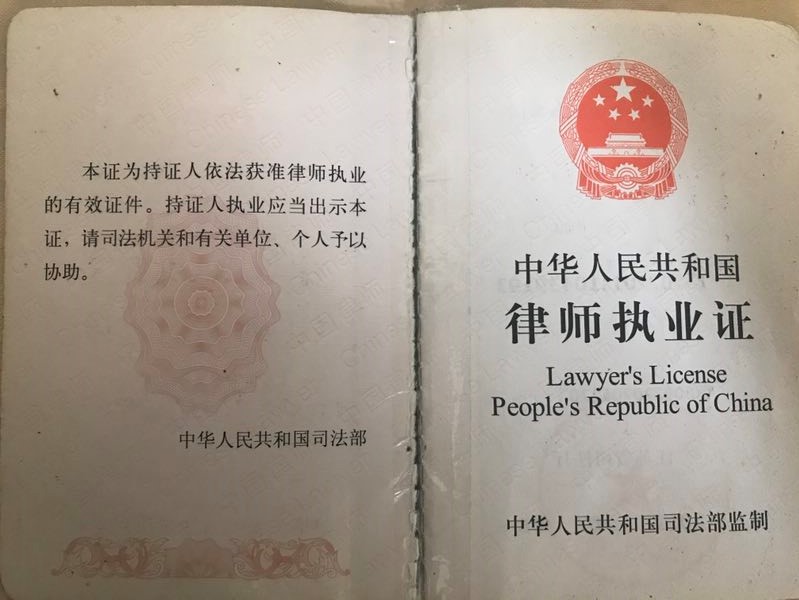 本证为持证人依法获准律师执业
的有效证件。持证人执业应当出示本
证，请司法机关和有关单位、个人予以
协助。
中华人民共和国司法部
中华人民共和国
律师执业证
Lawyer's License
People's Republic of China
中华人民共和国司法部监制